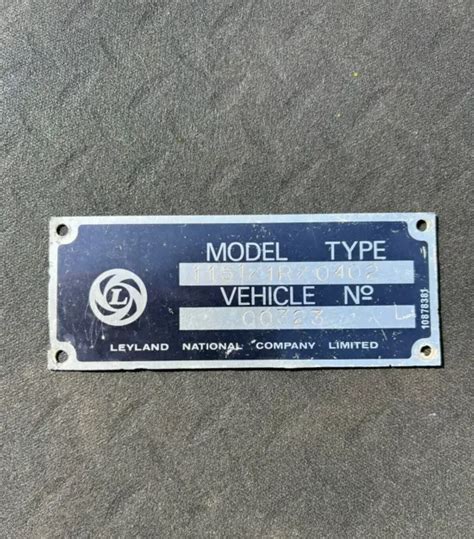 MODEL TYPE
1151/1R/0402
VEHICLE Nº
00723
L
LEYLAND NATIONAL COMPANY LIMITED
10878381